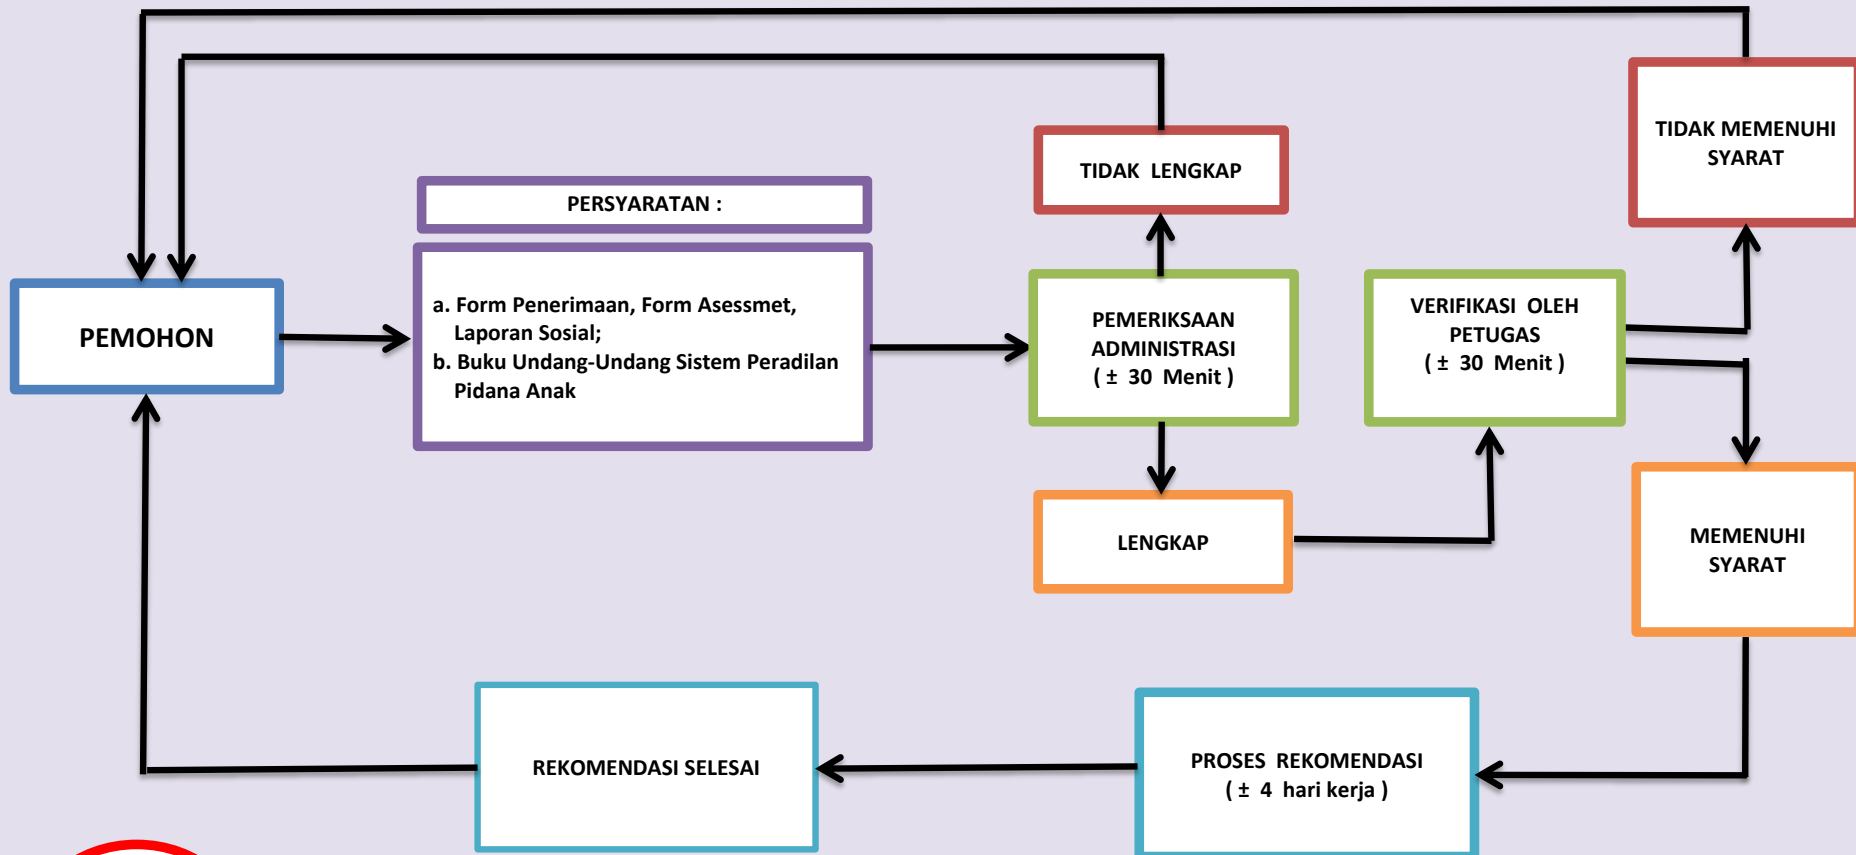 TIDAK MEMENUHI
SYARAT
TIDAK LENGKAP
PERSYARATAN :
PEMOHON
a. Form Penerimaan, Form Asessmet,
Laporan Sosial;
b. Buku Undang-Undang Sistem Peradilan
Pidana Anak
PEMERIKSAAN
ADMINISTRASI
( ± 30 Menit )
VERIFIKASI OLEH
PETUGAS
( ± 30 Menit )
LENGKAP
MEMENUHI
SYARAT
REKOMENDASI SELESAI
PROSES REKOMENDASI
( ± 4 hari kerja )